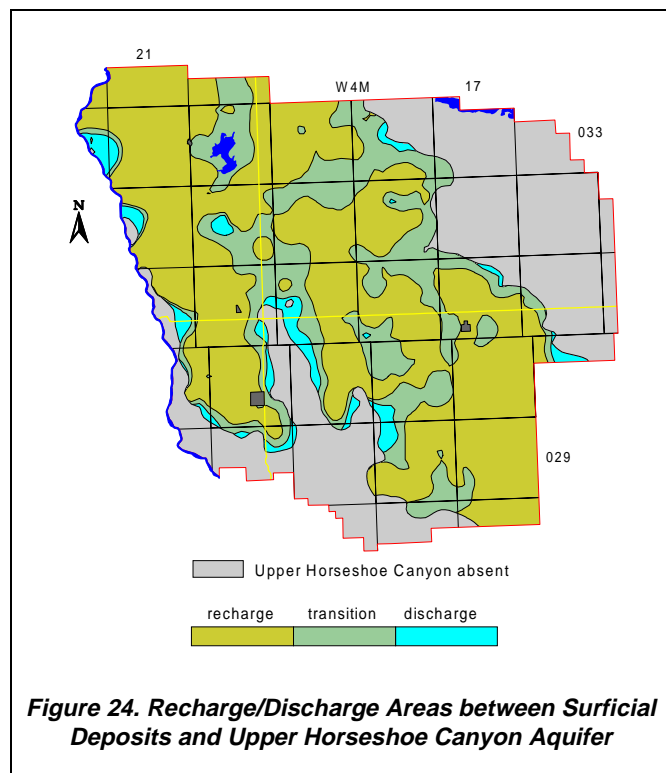 21
W4M
17
033
N
029
Upper Horseshoe Canyon absent
recharge transition discharge
Figure 24. Recharge/Discharge Areas between Surficial
Deposits and Upper Horseshoe Canyon Aquifer